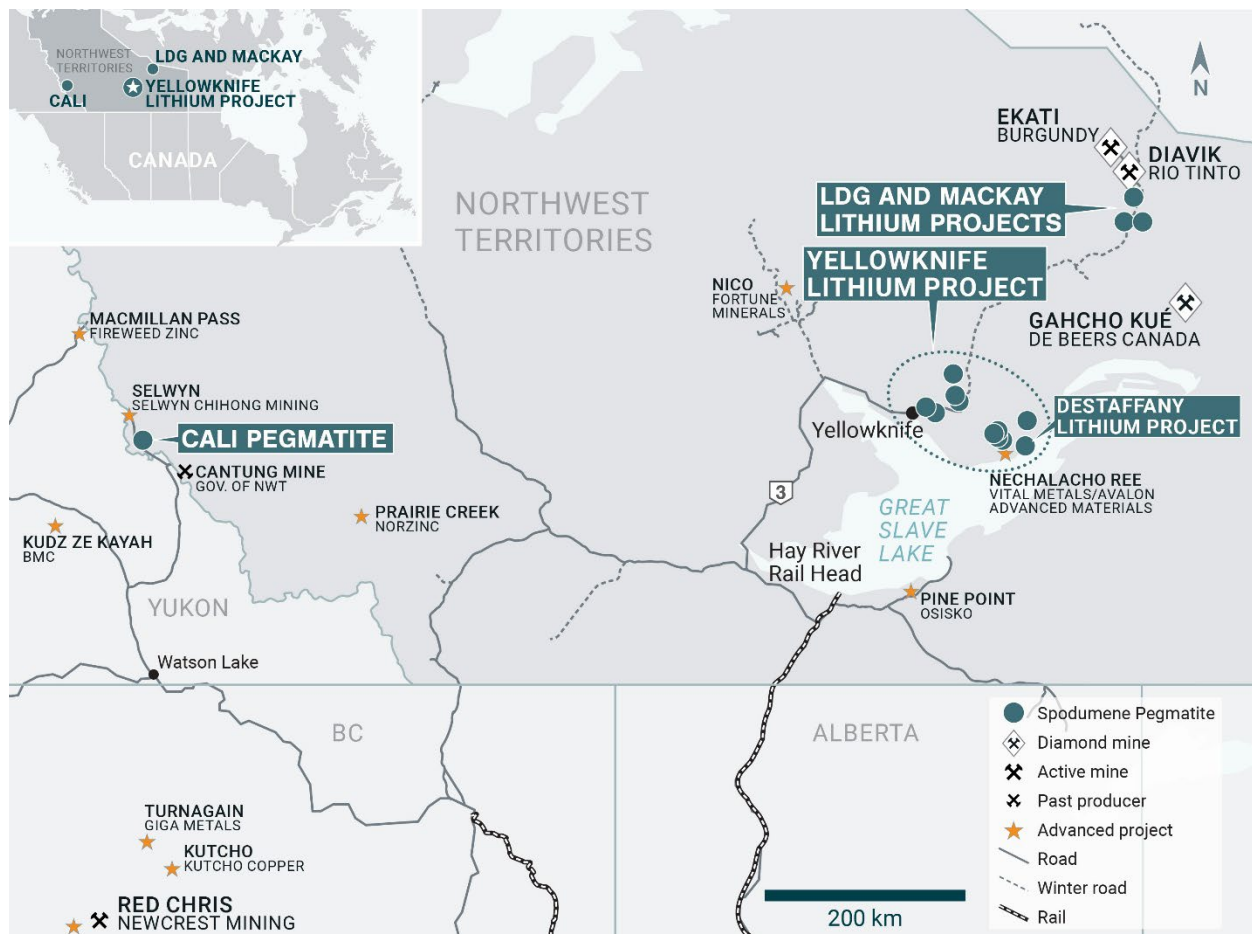 NORTHWEST
TERRITORIES
LDG AND MACKAY
YELLOWKNIFE
LITHIUM PROJECT
CALI
CANADA
N
EKATI
BURGUNDY
DIAVIK
RIO TINTO
NORTHWEST
TERRITORIES
LDG AND MACKAY
LITHIUM PROJECTS
YELLOWKNIFE
LITHIUM PROJECT
NICO
FORTUNE
MINERALS
GAHCHO KUÉ
DE BEERS CANADA
MACMILLAN PASS
FIREWEED ZINC
SELWYN
SELWYN CHIHONG MINING
CALI PEGMATITE
CANTUNG MINE
GOV. OF NWT
DESTAFFANY
LITHIUM PROJECT
Yellowknife
NECHALACHO REE
VITAL METALS/AVALON
ADVANCED MATERIALS
3
GREAT
SLAVE
LAKE
PRAIRIE CREEK
NORZINC
KUDZ ZE KAYAH
BMC
Hay River
Rail Head
PINE POINT
OSISKO
YUKON
Watson Lake
BC
ALBERTA
TURNAGAIN
GIGA METALS
KUTCHO
KUTCHO COPPER
RED CHRIS
NEWCREST MINING
Spodumene Pegmatite
Diamond mine
Active mine
Past producer
Advanced project
Road
Winter road
Rail
200 km